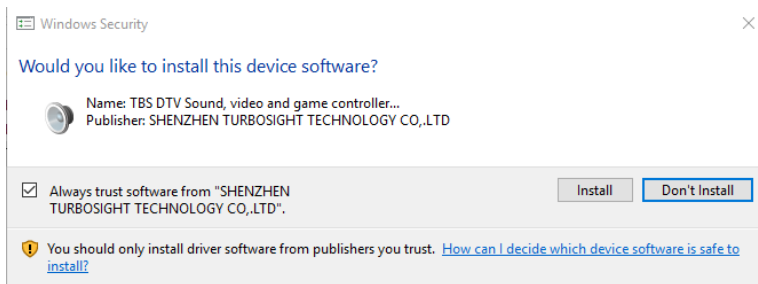 Windows Security
Would you like to install this device software?
Name: TBS DTV Sound, video and game controller...
Publisher: SHENZHEN TURBOSIGHT TECHNOLOGY CO,.LTD
Always trust software from "SHENZHEN
TURBOSIGHT TECHNOLOGY CO,.LTD".
Install
Don't Install
You should only install driver software from publishers you trust. How can I decide which device software is safe to
install?